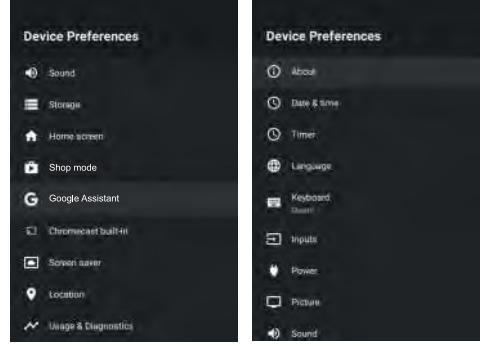 Device Preferences
Sound
Storage
Home screen
Shop mode
Google Assistant
Chromecast built-in
Screen saver
Location
Usage & Diagnostics
Device Preferences
About
Date & time
Timer
Language
Keyboard
Inputs
Power
Picture
Sound